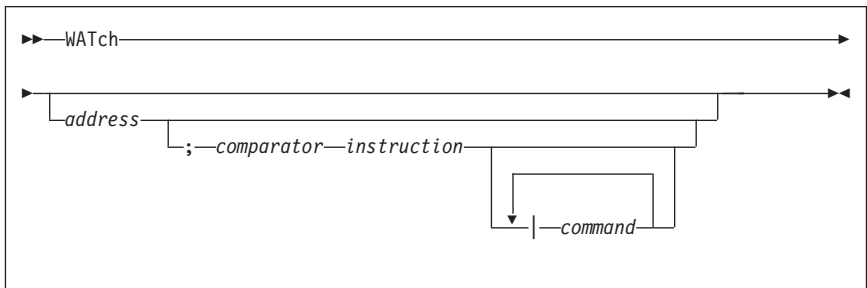 WATch
address
; comparator instruction
| command